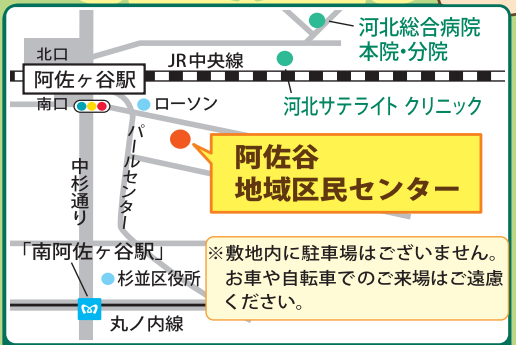 河北総合病院
本院・分院
北口
JR中央線
阿佐ヶ谷駅
南口
ローソン
河北サテライト クリニック
パールセンター
中杉通り
阿佐谷
地域区民センター
「南阿佐ヶ谷駅」
杉並区役所
※敷地内に駐車場はございません。
お車や自転車でのご来場はご遠慮
ください。
丸ノ内線